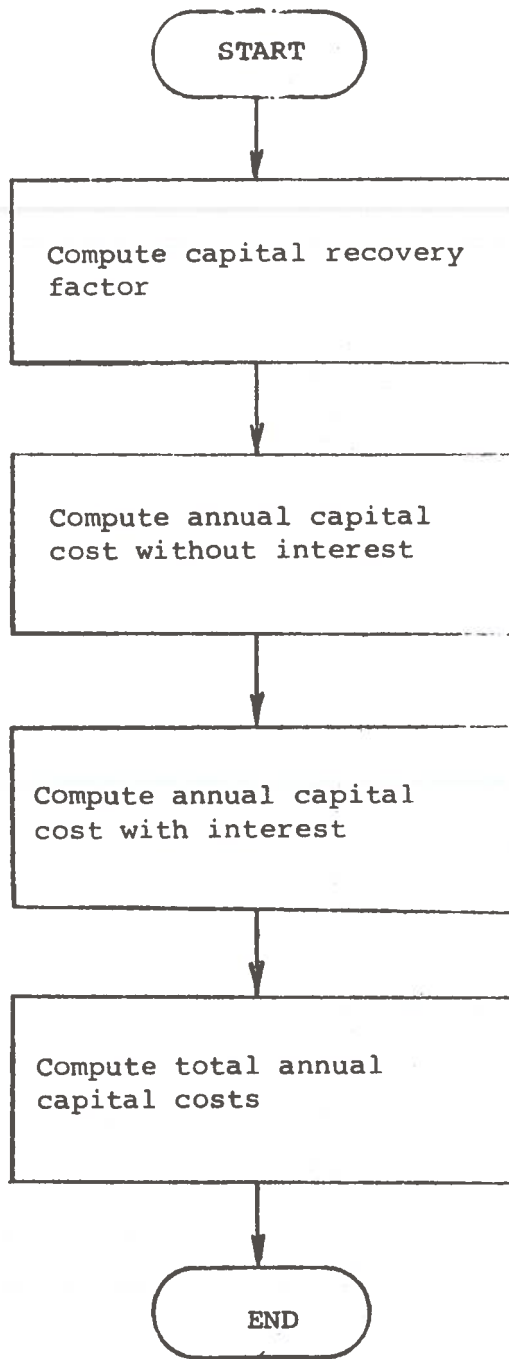 START
Compute capital recovery
factor
Compute annual capital
cost without interest
Compute annual capital
cost with interest
Compute total annual
capital costs
END